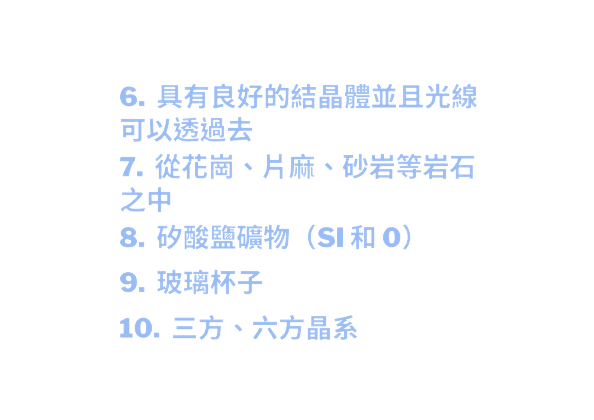 6. 具有良好的結晶體並且光線
可以透過去
7. 從花崗、片麻、砂岩等岩石
之中
8. 矽酸鹽礦物（SI 和 0）
9. 玻璃杯子
10. 三方、六方晶系